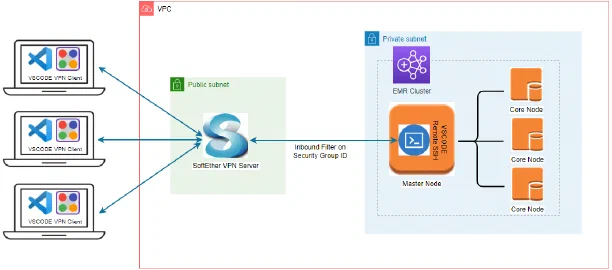 VPC
Private subnet
Public subnet
EMR Cluster
VSCODE VPN Client
VSCODE VPN Client
VSCODE VPN Client
SoftEther VPN Server
Inbound Filter on
Security Group ID
VSCODE
Remote SSH
Master Node
Core Node
Core Node
Core Node